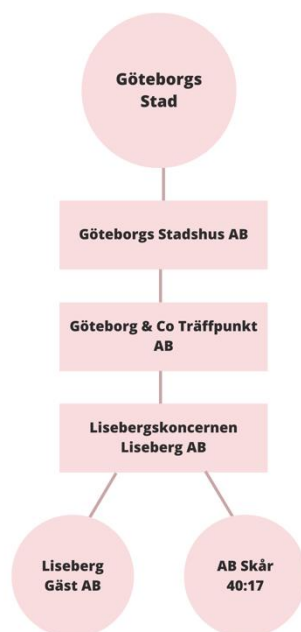 Göteborgs
Stad
Göteborgs Stadshus AB
Göteborg & Co Träffpunkt
AB
Lisebergskoncernen
Liseberg AB
Liseberg
Gäst AB
AB Skår
40:17